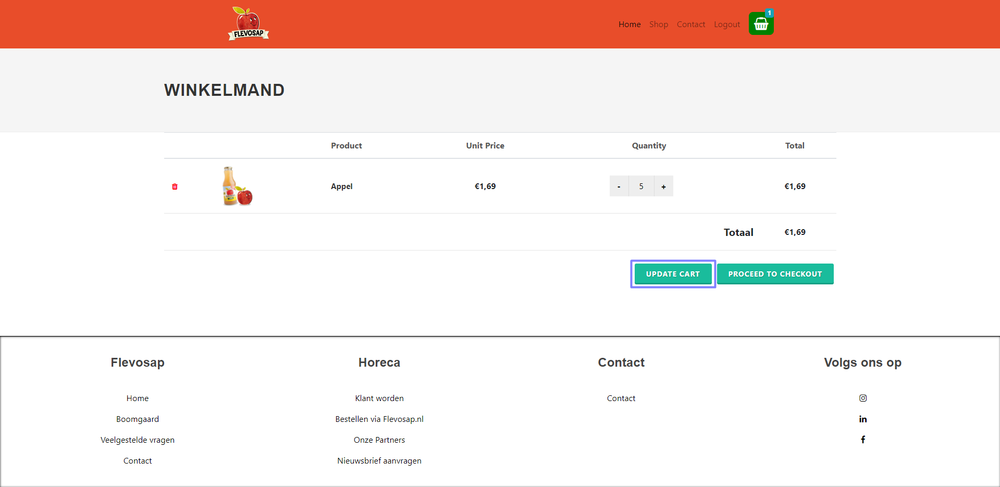 FLEVOSAP
Home Shop Contact Logout 1
WINKELMAND
Product Unit Price Quantity Total
Appel €1,69 - 5 + €1,69
Totaal €1,69
UPDATE CART PROCEED TO CHECKOUT
Flevosap Horeca Contact Volgs ons op
Home Klant worden Contact
Boomgaard Bestellen via Flevosap.nl
Veelgestelde vragen Onze Partners
Contact Nieuwsbrief aanvragen